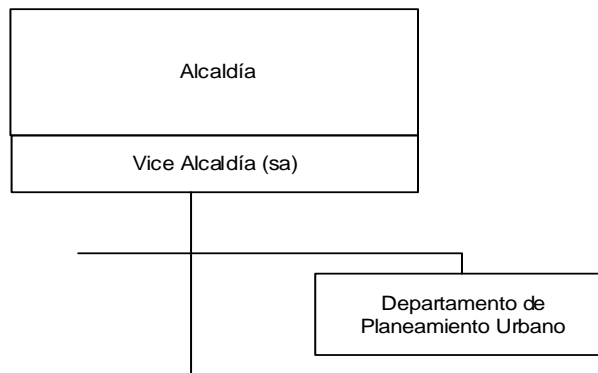 Alcaldía
Vice Alcaldía (sa)
Departamento de
Planeamiento Urbano